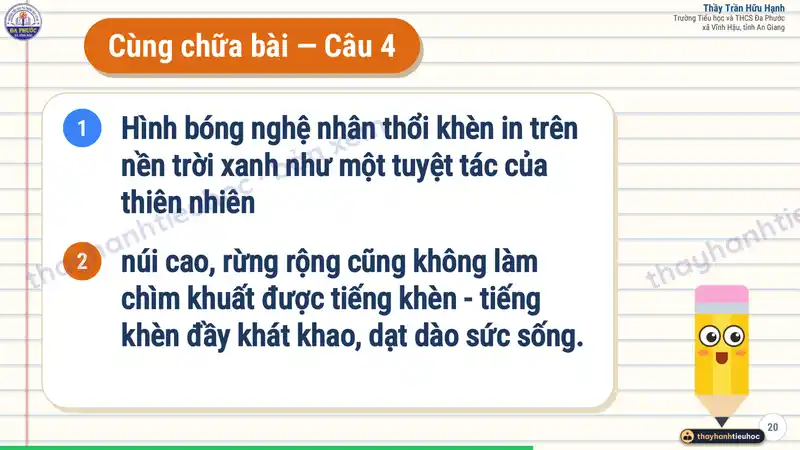 Thầy Trần Hữu Hạnh
Trường Tiểu học và THCS Đa Phước
xã Vĩnh Hậu, tỉnh An Giang
ĐA PHƯỚC
Cùng chữa bài – Câu 4
1
Hình bóng nghệ nhân thổi khèn in trên
nền trời xanh như một tuyệt tác của
thiên nhiên
2
núi cao, rừng rộng cũng không làm
chìm khuất được tiếng khèn - tiếng
khèn đầy khát khao, dạt dào sức sống.
thayhanhtieuhoc
20